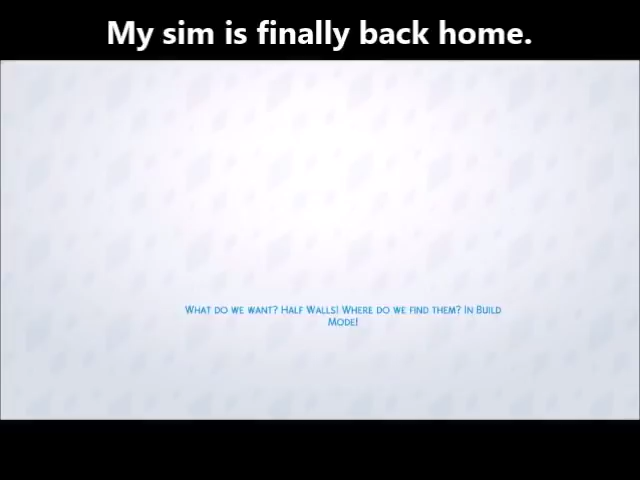 My sim is finally back home.
What do we want? Half Walls! Where do we find them? In Build
Mode!